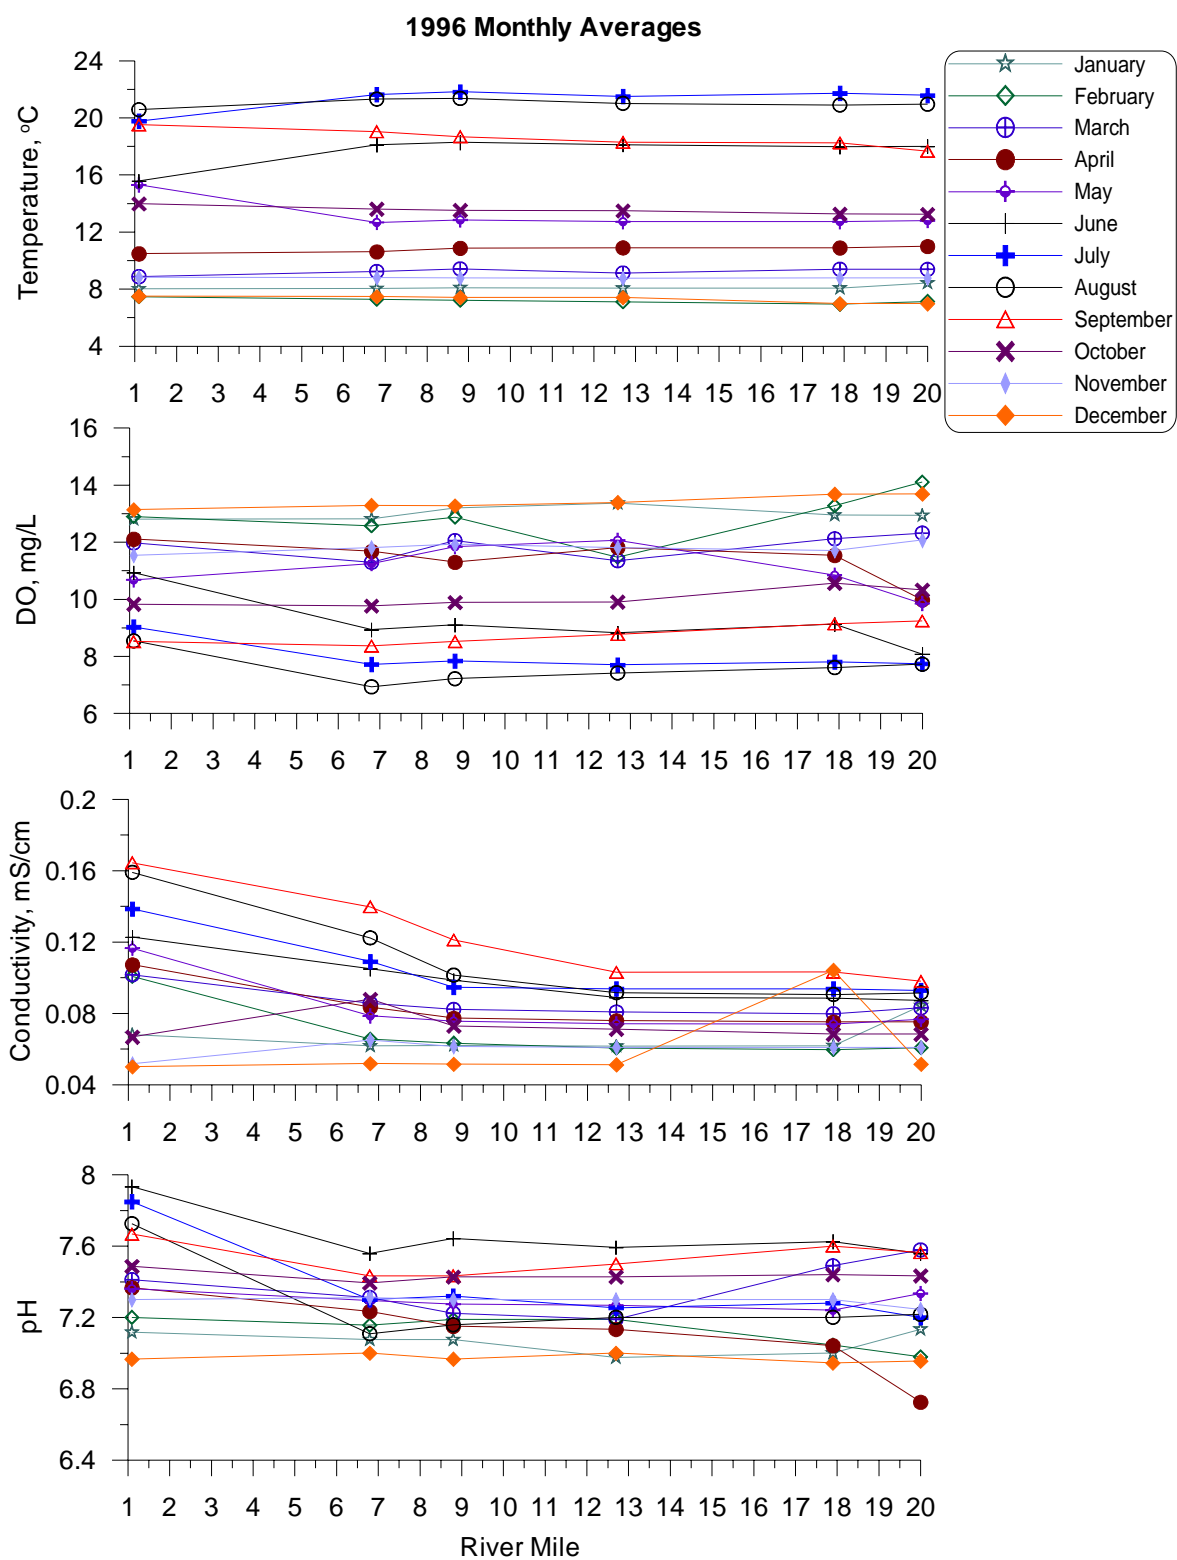 1996 Monthly Averages
Temperature, °C
24
20
16
12
8
4
1 2 3 4 5 6 7 8 9 10 11 12 13 14 15 16 17 18 19 20
January
February
March
April
May
June
July
August
September
October
November
December
DO, mg/L
16
14
12
10
8
6
1 2 3 4 5 6 7 8 9 10 11 12 13 14 15 16 17 18 19 20
Conductivity, mS/cm
0.2
0.16
0.12
0.08
0.04
1 2 3 4 5 6 7 8 9 10 11 12 13 14 15 16 17 18 19 20
pH
8
7.6
7.2
6.8
6.4
1 2 3 4 5 6 7 8 9 10 11 12 13 14 15 16 17 18 19 20
River Mile